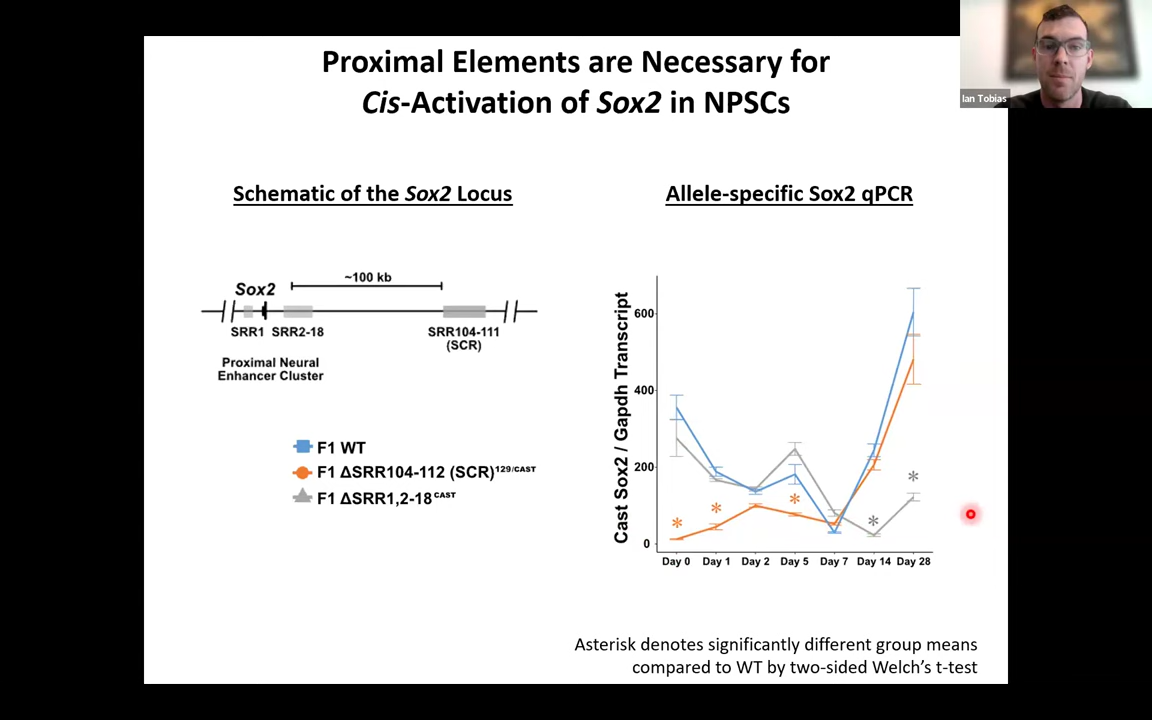 Proximal Elements are Necessary for
Cis-Activation of Sox2 in NPSCs
Ian Tobias
Schematic of the Sox2 Locus
~100 kb
Sox2
SRR1 SRR2-18
SRR104-111
(SCR)
Proximal Neural
Enhancer Cluster
F1 WT
F1 ΔSRR104-112 (SCR)129/CAST
F1 ΔSRR1,2-18CAST
Allele-specific Sox2 qPCR
Cast Sox2 / Gapdh Transcript
600
400
200
0
* * * * *
Day 0 Day 1 Day 2 Day 5 Day 7 Day 14 Day 28
Asterisk denotes significantly different group means
compared to WT by two-sided Welch's t-test